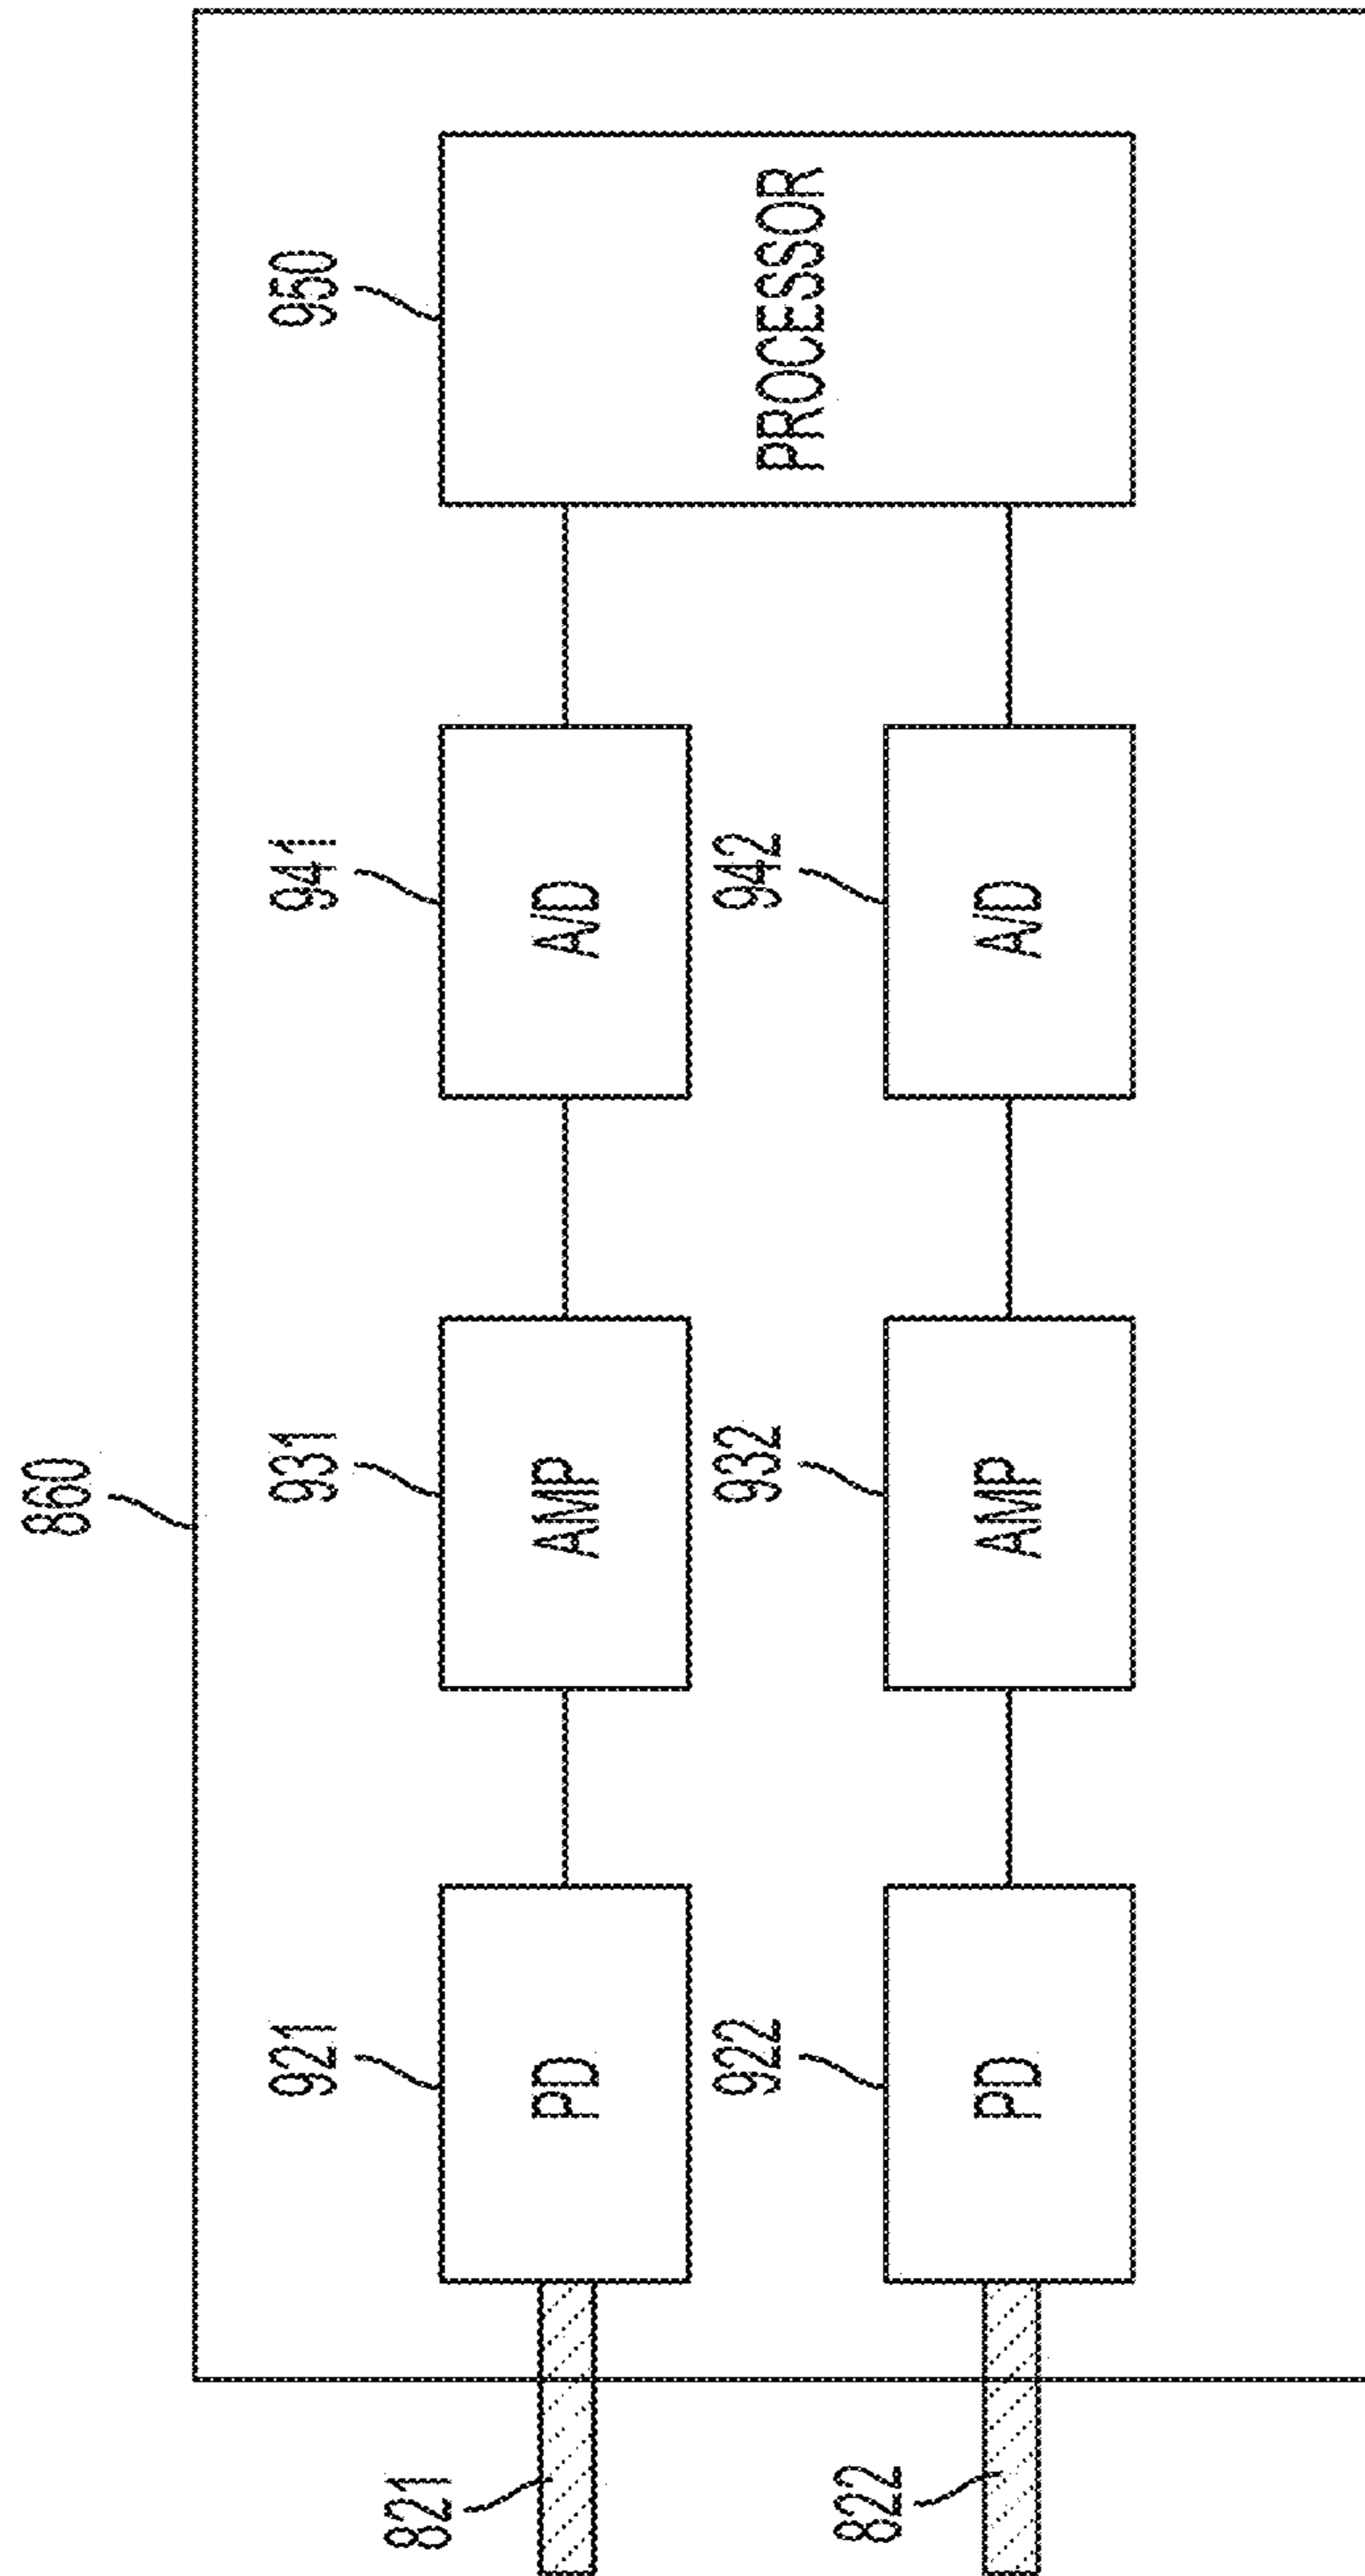 860
921
931
941
950
PD
AMP
A/D
PROCESSOR
821
922
932
942
PD
AMP
A/D
822